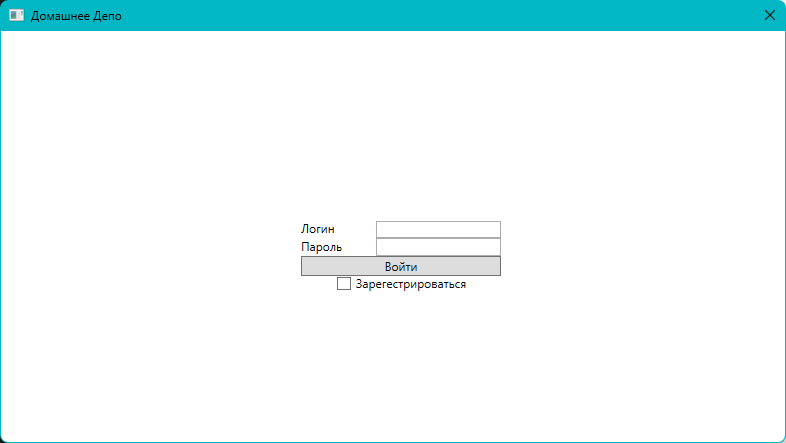 Домашнее Депо
Логин
Пароль
Войти
Зарегестрироваться